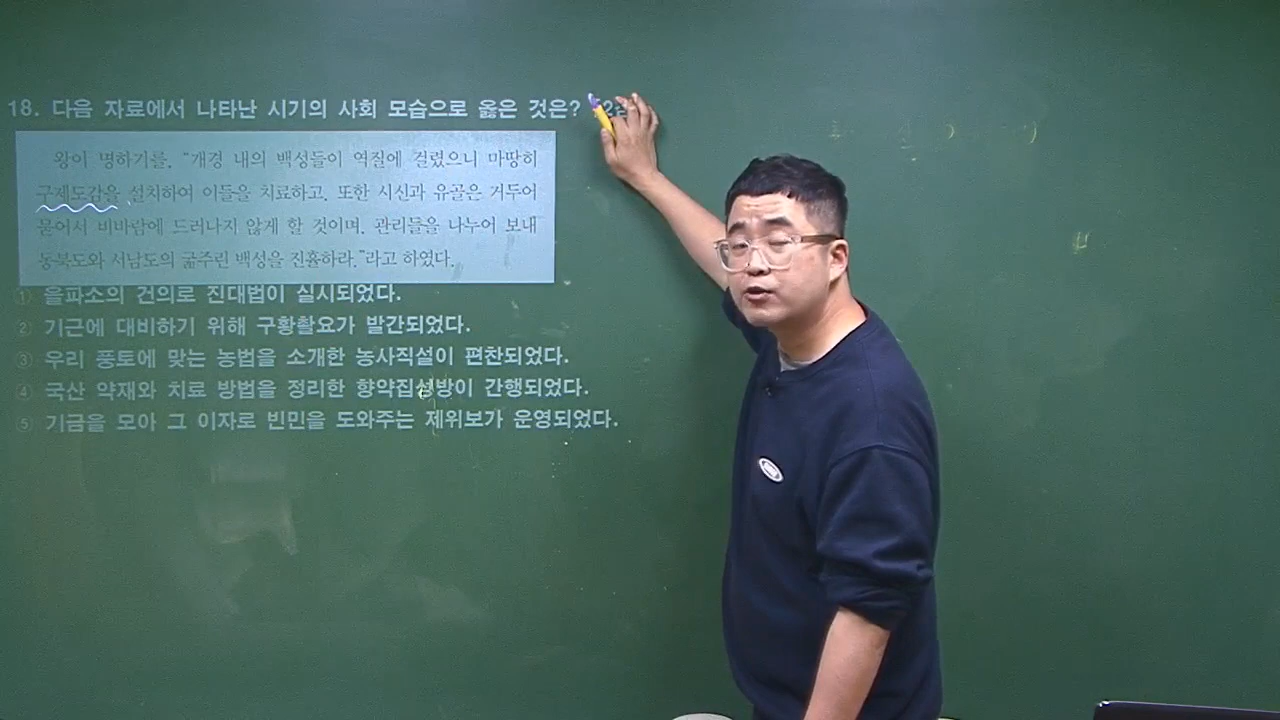 18. 다음 자료에서 나타난 시기의 사회 모습으로 옳은 것은?
왕이 명하기를, "개경 내의 백성들이 역질에 걸렸으니 마땅히
구제도감을 설치하여 이들을 치료하고, 또한 시신과 유골은 거두어
묻어서 비바람에 드러나지 않게 할 것이며, 관리들을 나누어 보내
동북도와 서남도의 굶주린 백성을 진휼하라."라고 하였다.
① 을파소의 건의로 진대법이 실시되었다.
② 기근에 대비하기 위해 구황촬요가 발간되었다.
③ 우리 풍토에 맞는 농법을 소개한 농사직설이 편찬되었다.
④ 국산 약재와 치료 방법을 정리한 향약집성방이 간행되었다.
⑤ 기금을 모아 그 이자로 빈민을 도와주는 제위보가 운영되었다.